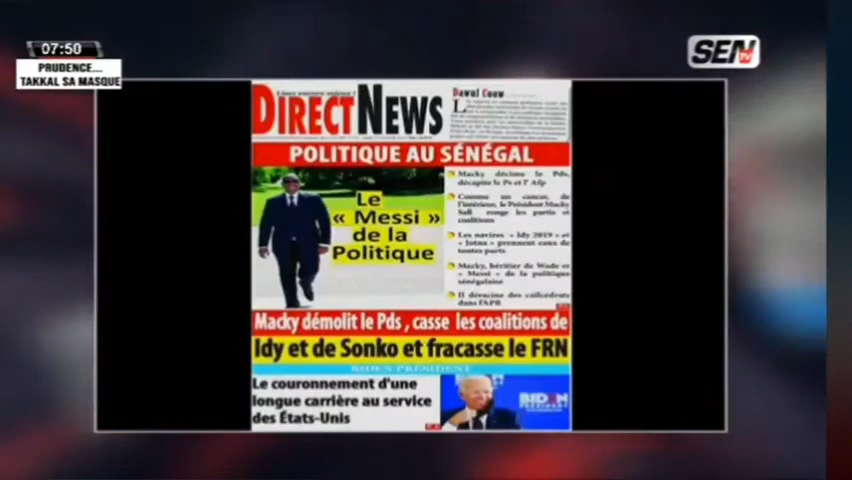 07:50
PRUDENCE...
TAKKAL SA MASQUE
SEN TV
DIRECTNEWS
POLITIQUE AU SÉNÉGAL
Le
« Messi »
de la
Politique
Macky décime le Pds,
décapite le Ps et l' Afp
Comme un cancer, de
l'intérieur, le Président Macky
Sall ronge les partis et
coalitions
Les navires « Idy 2019 » et
« Jotna » prennent eaux de
toutes parts
Macky, héritier de Wade et
« Messi » de la politique
sénégalaise
Il déracine des
dans l'APR
Macky démolit le Pds , casse les coalitions de
Idy et de Sonko et fracasse le FRN
BIDEN PRÉSIDENT
Le couronnement d'une
longue carrière au service
des États-Unis
BIDEN
PRESIDENT